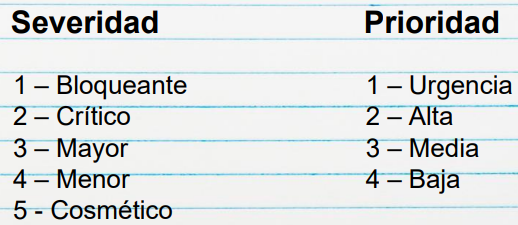 Severidad Prioridad
1 – Bloqueante 1 – Urgencia
2 – Crítico 2 – Alta
3 – Mayor 3 – Media
4 – Menor 4 – Baja
5 - Cosmético